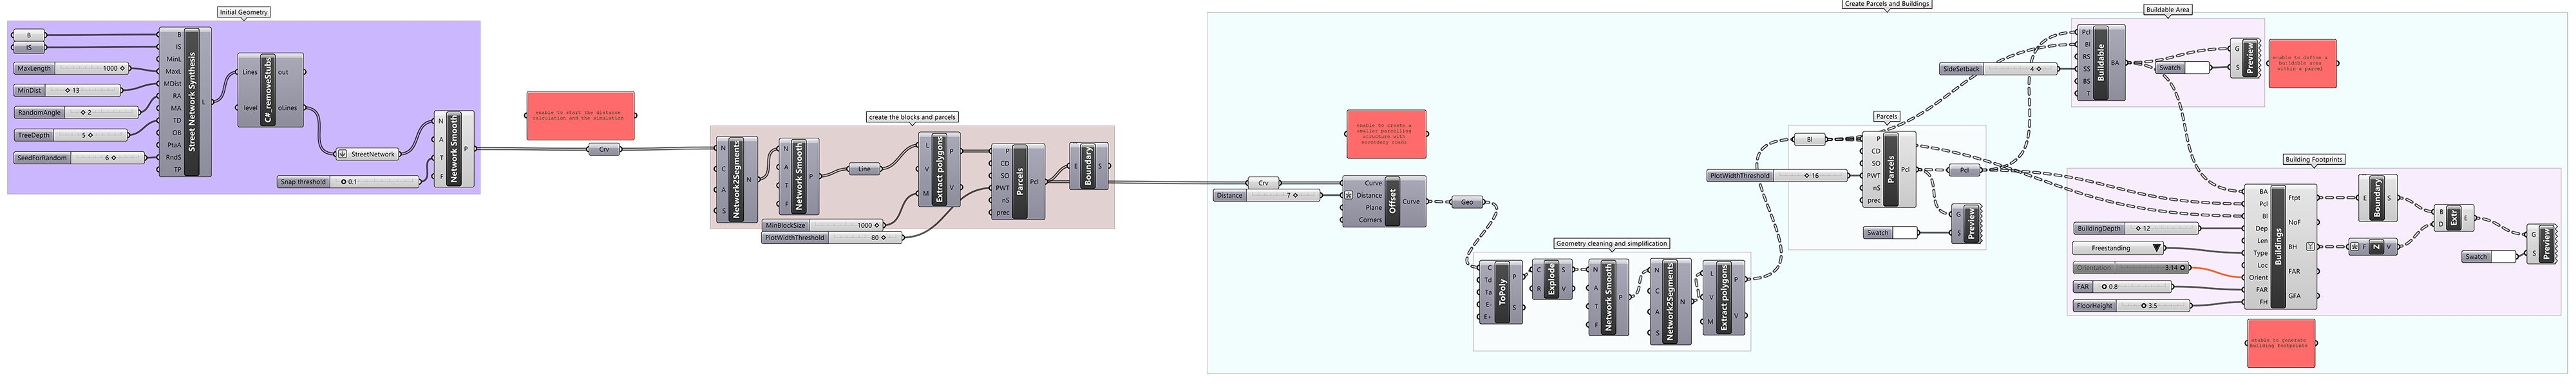 Initial Geometry
B
IS
MaxLength 1000
MinDist 13
RandomAngle 2
TreeDepth 5
SeedForRandom 6
B
IS
MinL
MaxL
MDist
RA
MA
TD
OB
PtaA
RndS
TP
Street Network Synthesis
L
Lines
level
C#_removeStubs
out
oLines
StreetNetwork
Snap threshold 0.1
N
A
T
F
Network Smooth
P
enable to start the distance
calculation and the simulation
Crv
create the blocks and parcels
N
C
A
S
Network2Segments
N
N
A
T
F
Network Smooth
P
Line
MinBlockSize 1000
PlotWidthThreshold 80
L
V
M
Extract polygons
P
V
P
CD
SO
PWT
nS
prec
Parcels
Pcl
E
Boundary
S
Create Parcels and Buildings
enable to create a
smaller parcelling
structure with
secondary roads
Crv
Distance 7
Curve
Distance
Plane
Corners
Offset
Curve
Geo
Geometry cleaning and simplification
C
Td
Ta
E-
E+
ToPoly
P
S
C
R
Explode
S
V
N
A
T
F
Network Smooth
P
N
C
A
S
Network2Segments
N
L
V
M
Extract polygons
P
V
Parcels
Bl
PlotWidthThreshold 16
P
CD
SO
PWT
nS
prec
Parcels
Pcl
Pcl
Swatch
G
S
Preview
Buildable Area
SideSetback 4
Pcl
Bl
RS
SS
BS
T
Buildable
BA
Swatch
G
S
Preview
enable to define a
buildable area
within a parcel
Building Footprints
BuildingDepth 12
Freestanding
Orientation 3.14
FAR 0.8
FloorHeight 3.5
BA
Pcl
Bl
Dep
Len
Type
Loc
Orient
FAR
FH
Buildings
Ftpt
NoF
BH
FAR
GFA
E
Boundary
S
F
Z
V
B
D
Extr
E
Swatch
G
S
Preview
enable to generate
building footprints